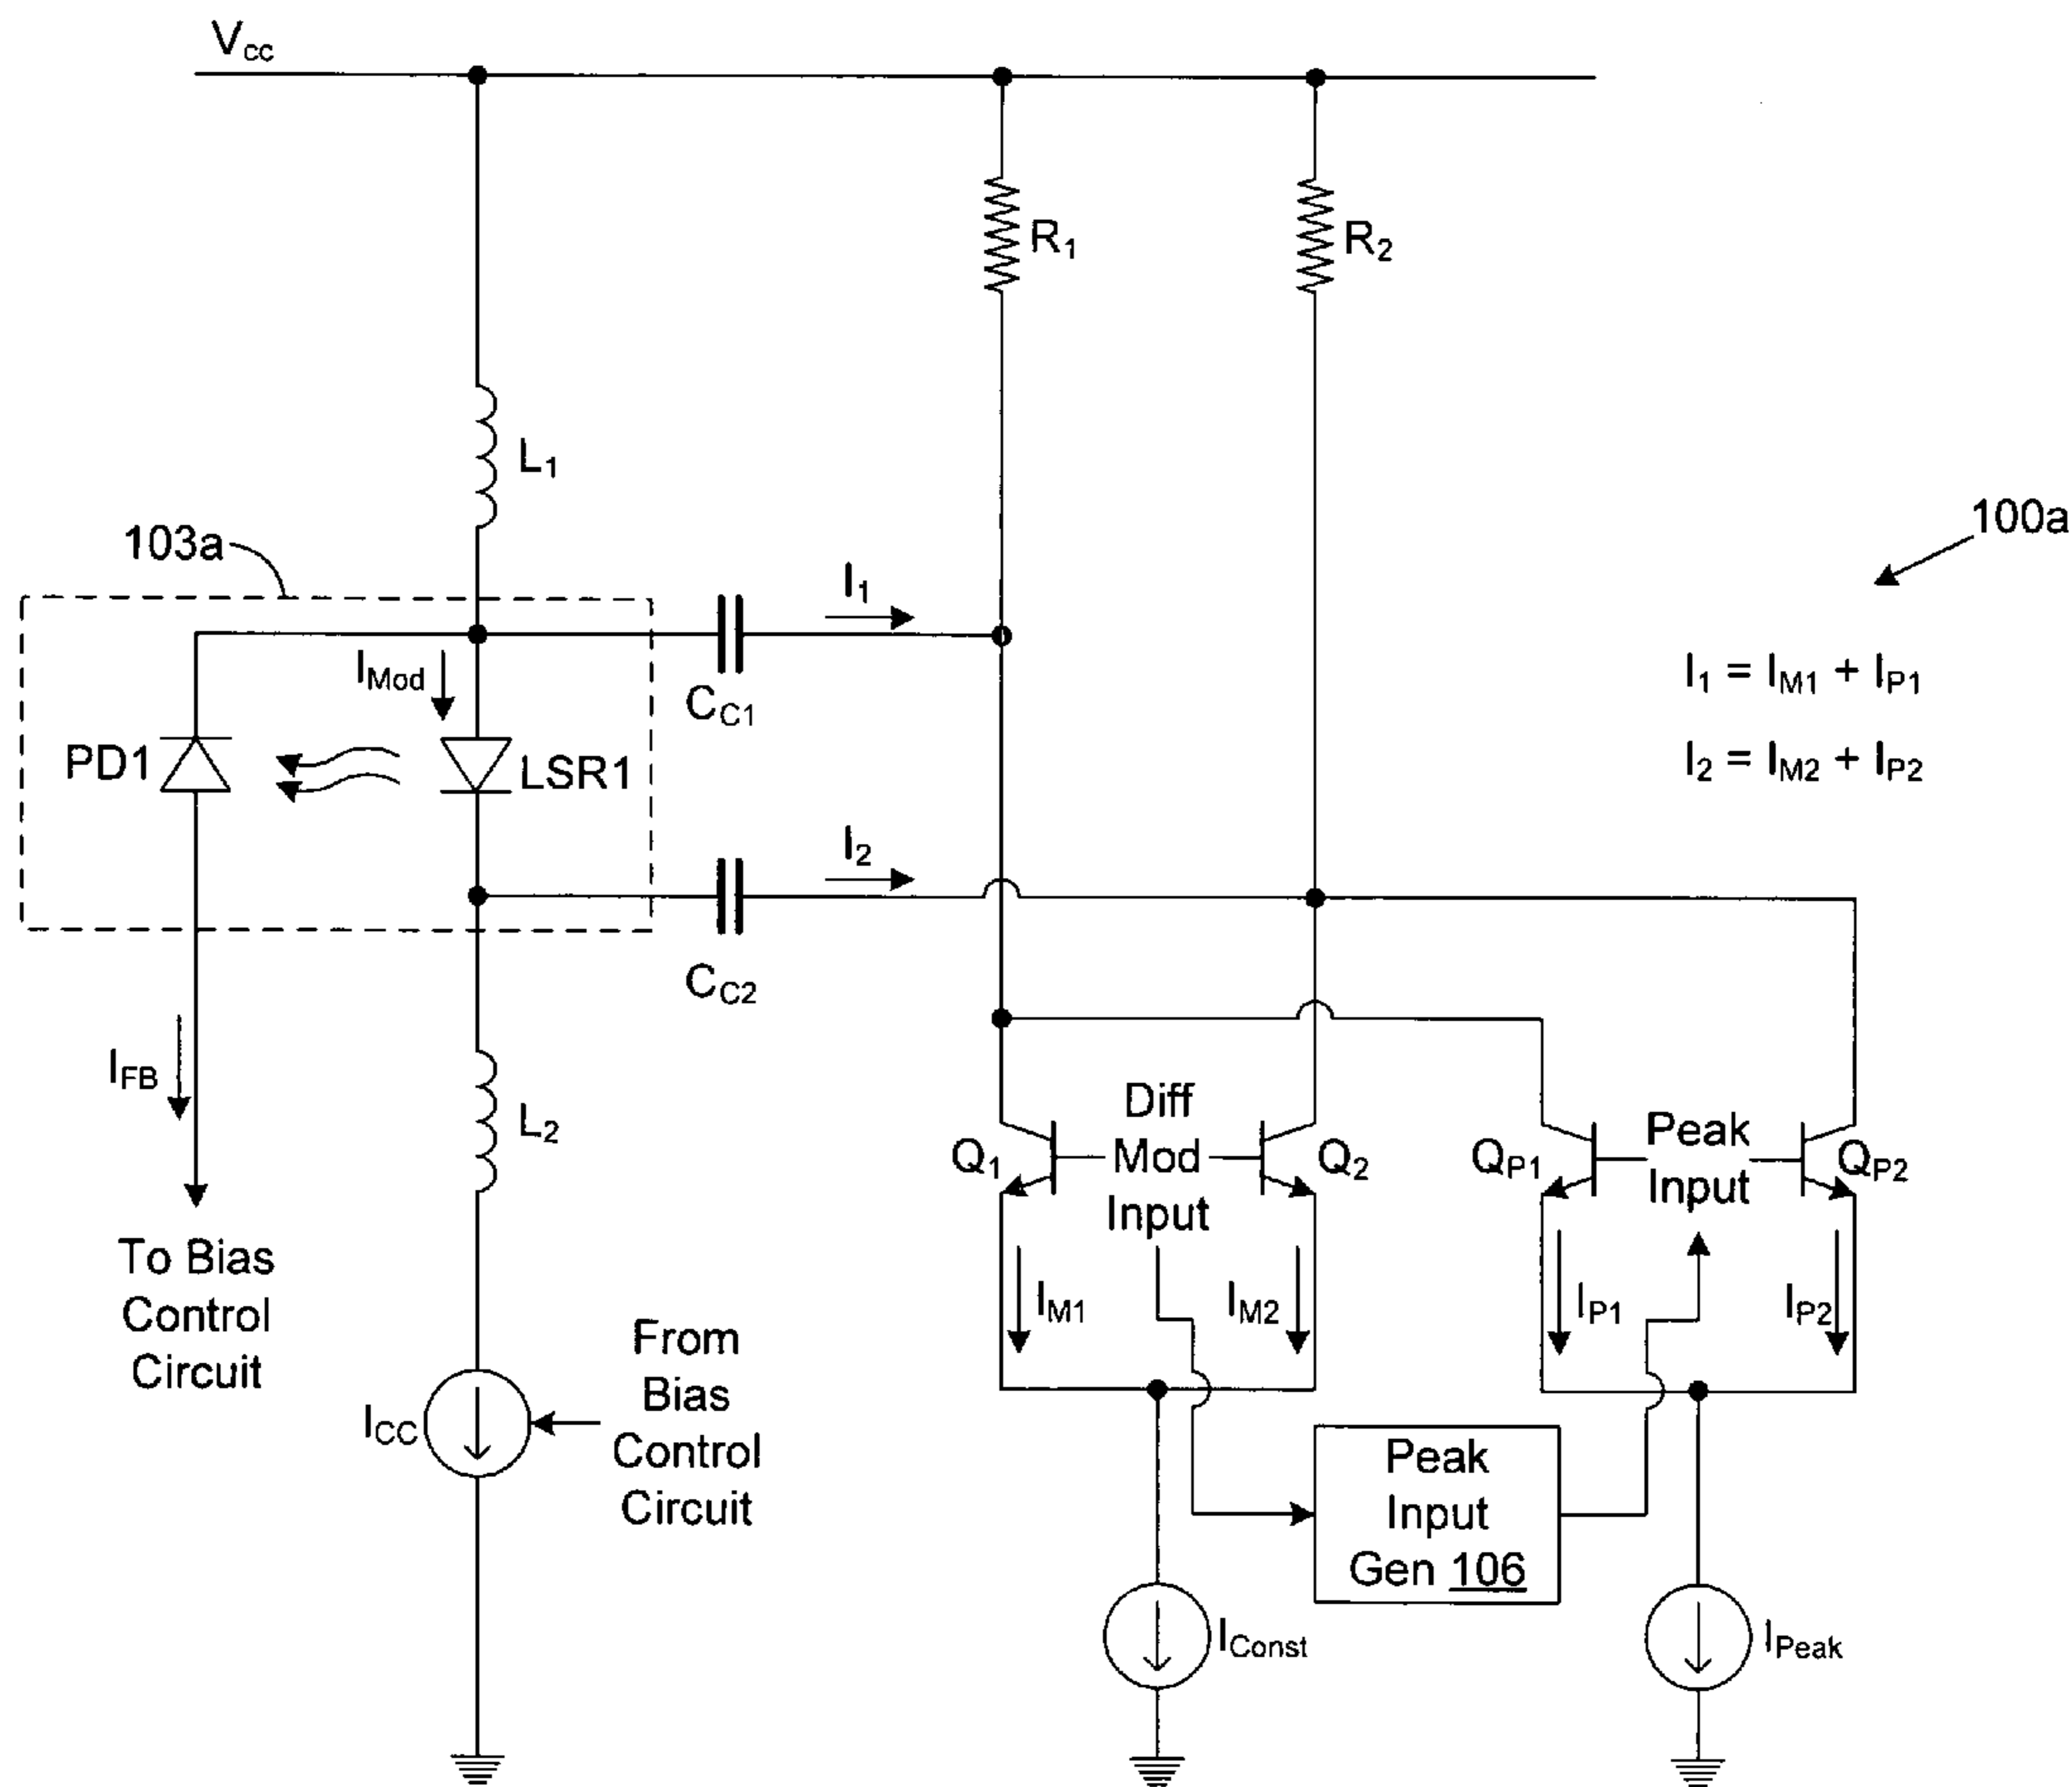 Vcc
R1
R2
L1
100a
103a
I1
I1 = IM1 + IP1
IMod
CC1
PD1
LSR1
I2 = IM2 + IP2
I2
CC2
IFB
L2
Diff
Mod
Input
Peak
Input
Q1
Q2
QP1
QP2
To Bias
Control
Circuit
IM1
IM2
IP1
IP2
From
Bias
Control
Circuit
ICC
Peak
Input
Gen 106
IConst
IPeak